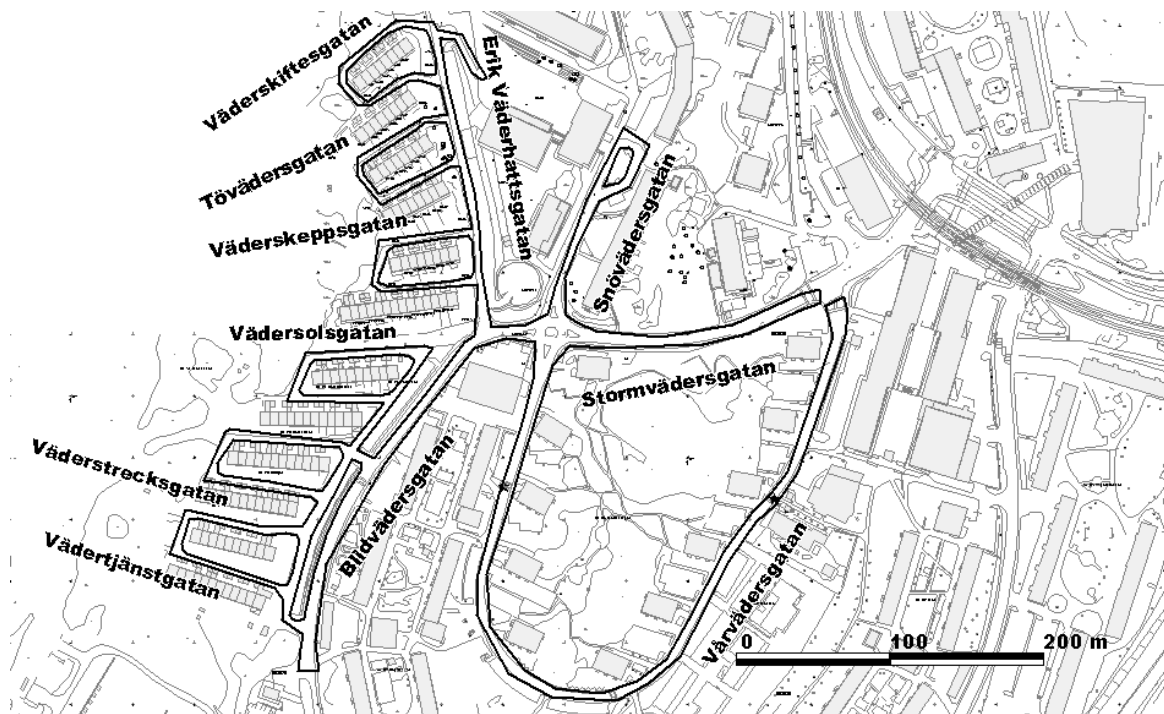 Väderskiftesgatan
Erik Väderhattsgatan
Tövädersgatan
Snövädersgatan
Väderskeppsgatan
Vädersolsgatan
Stormvädersgatan
Väderstrecksgatan
Blidvädersgatan
Vädertjänstgatan
Vårvädersgatan
0 100 200 m